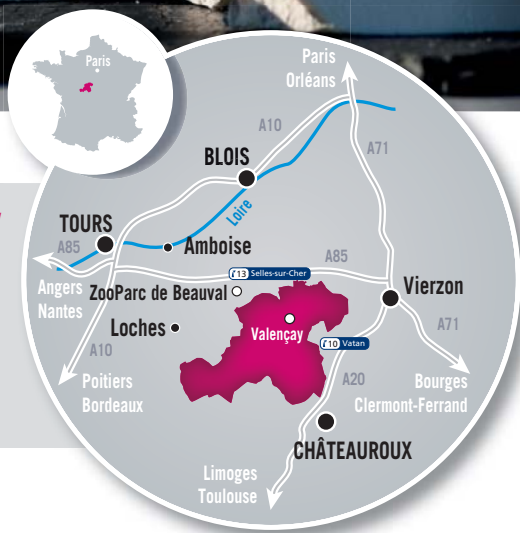 Paris
Paris
Orléans
A10
A71
BLOIS
Loire
TOURS
A85
Amboise
13 Selles-sur-Cher
A85
Angers
Nantes
ZooParc de Beauval
Vierzon
Loches
Valençay
10 Vatan
A71
A10
A20
Poitiers
Bordeaux
Bourges
Clermont-Ferrand
CHÂTEAUROUX
Limoges
Toulouse